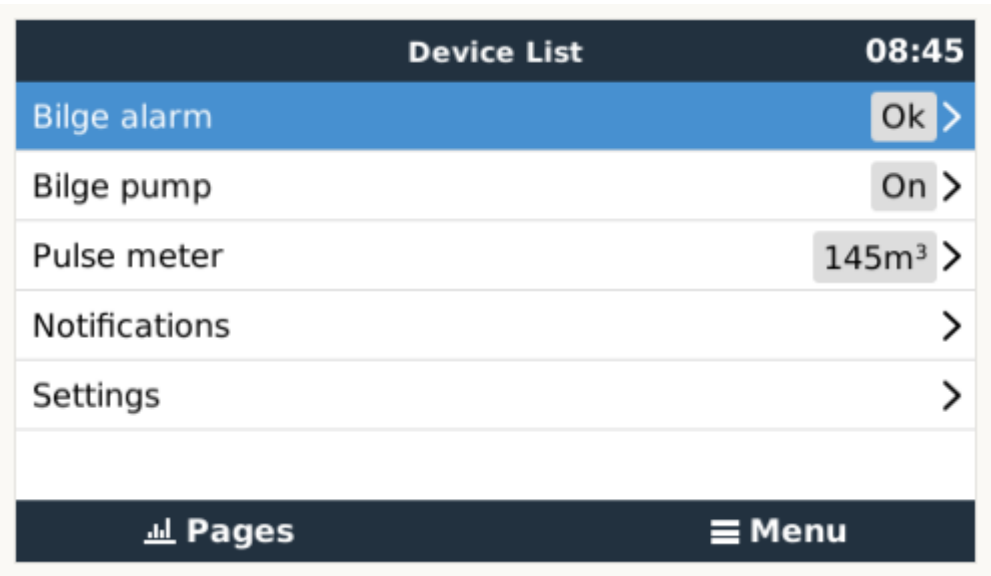 Device List 08:45
Bilge alarm Ok
Bilge pump On
Pulse meter 145m³
Notifications
Settings
Pages Menu